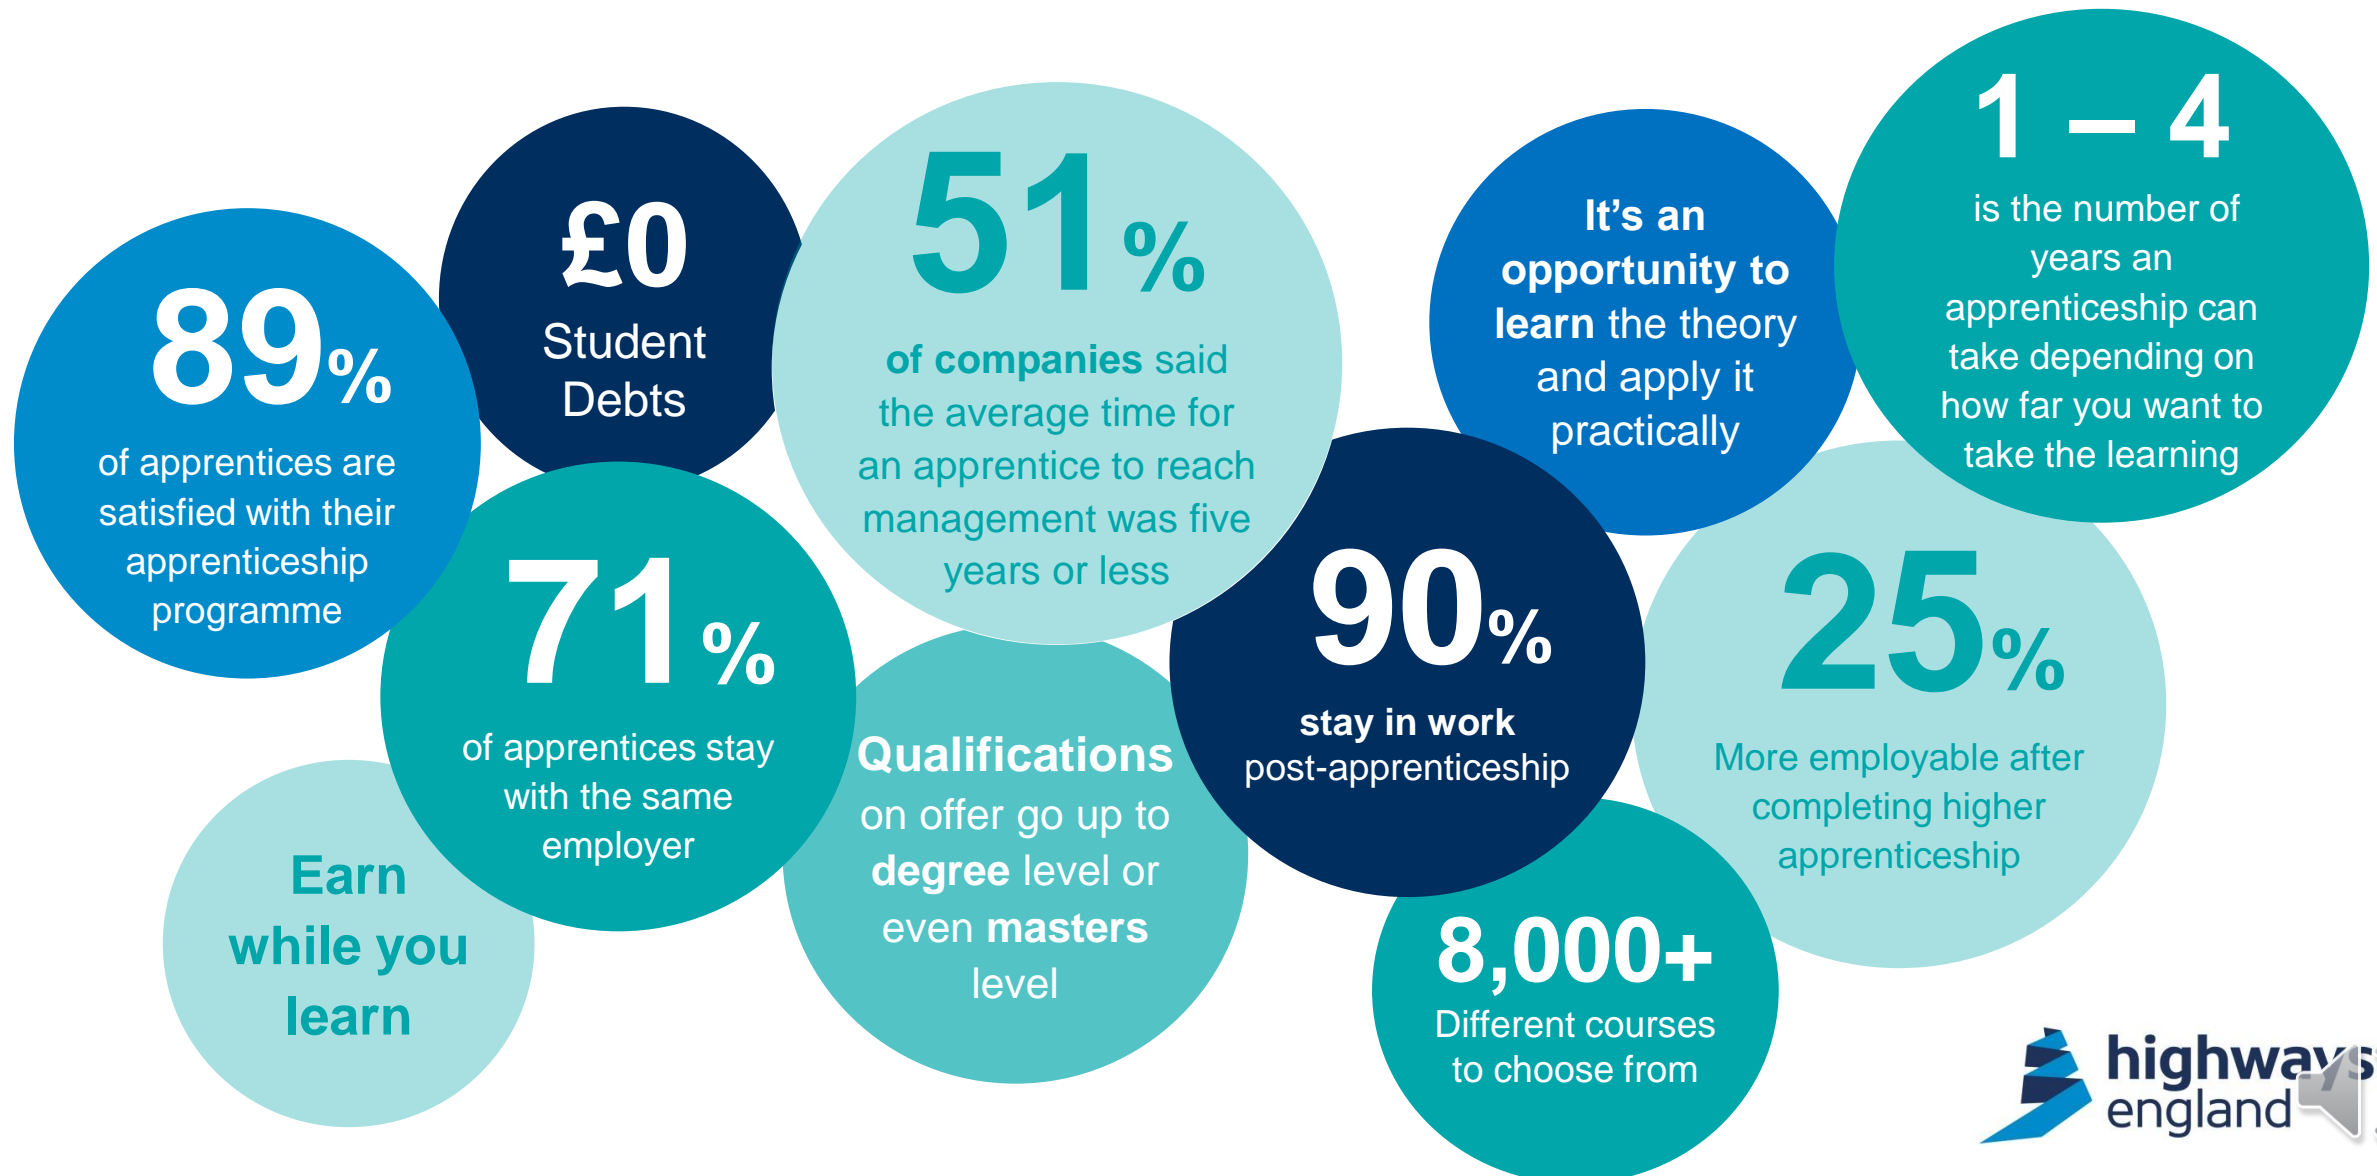 89%
of apprentices are
satisfied with their
apprenticeship
programme
£0
Student
Debts
51%
of companies said
the average time for
an apprentice to reach
management was five
years or less
It's an
opportunity to
learn the theory
and apply it
practically
1 – 4
is the number of
years an
apprenticeship can
take depending on
how far you want to
take the learning
71%
of apprentices stay
with the same
employer
90%
stay in work
post-apprenticeship
25%
More employable after
completing higher
apprenticeship
Earn
while you
learn
Qualifications
on offer go up to
degree level or
even masters
level
8,000+
Different courses
to choose from
highways
england